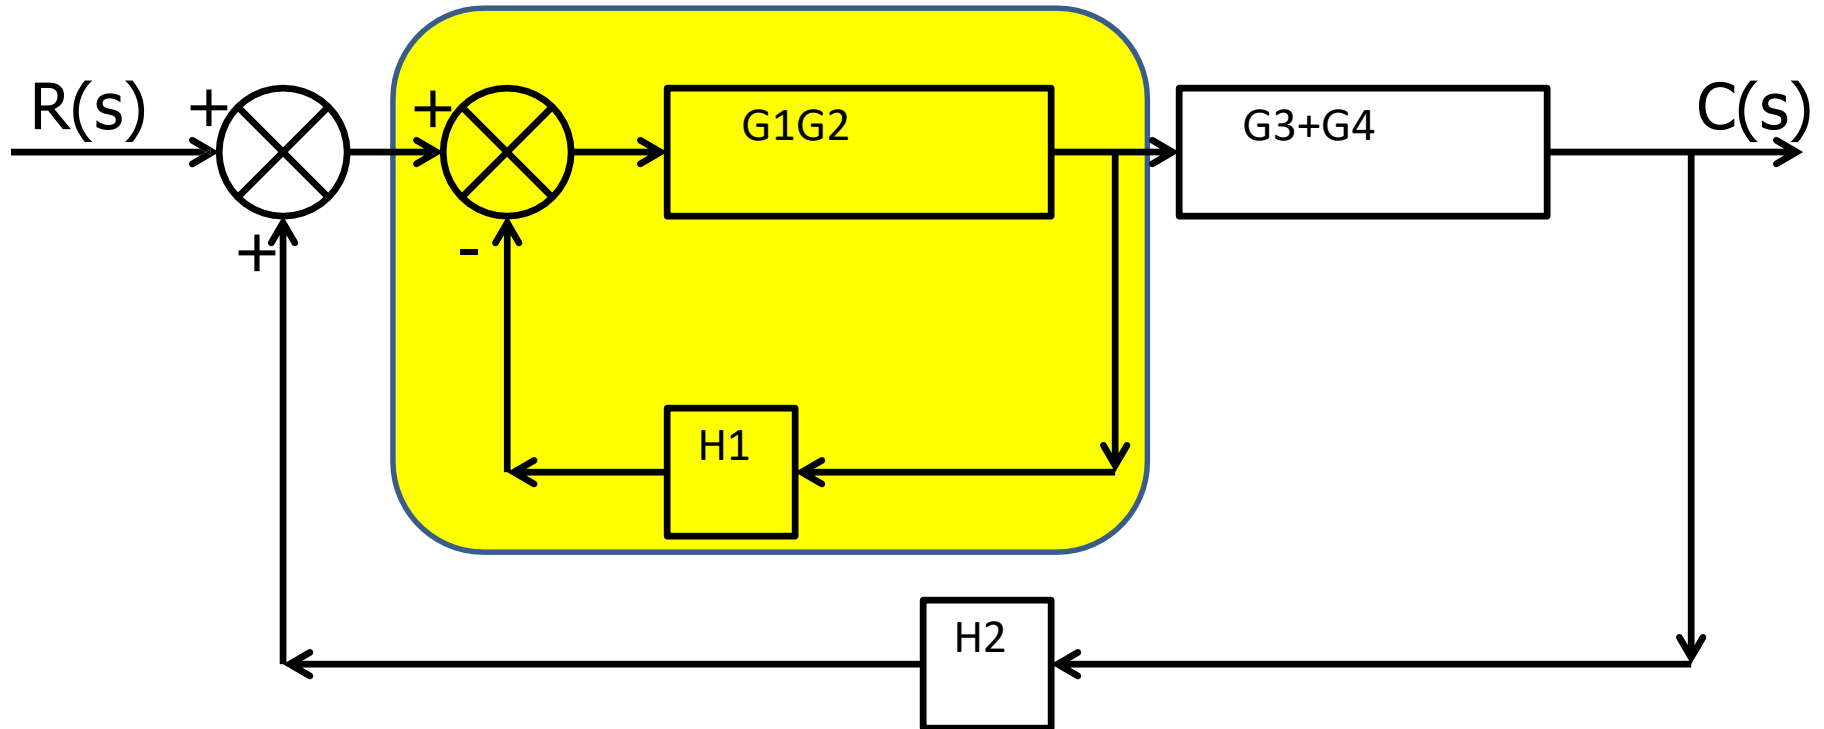 R(s)
+
+
G1G2
G3+G4
C(s)
+
-
H1
H2